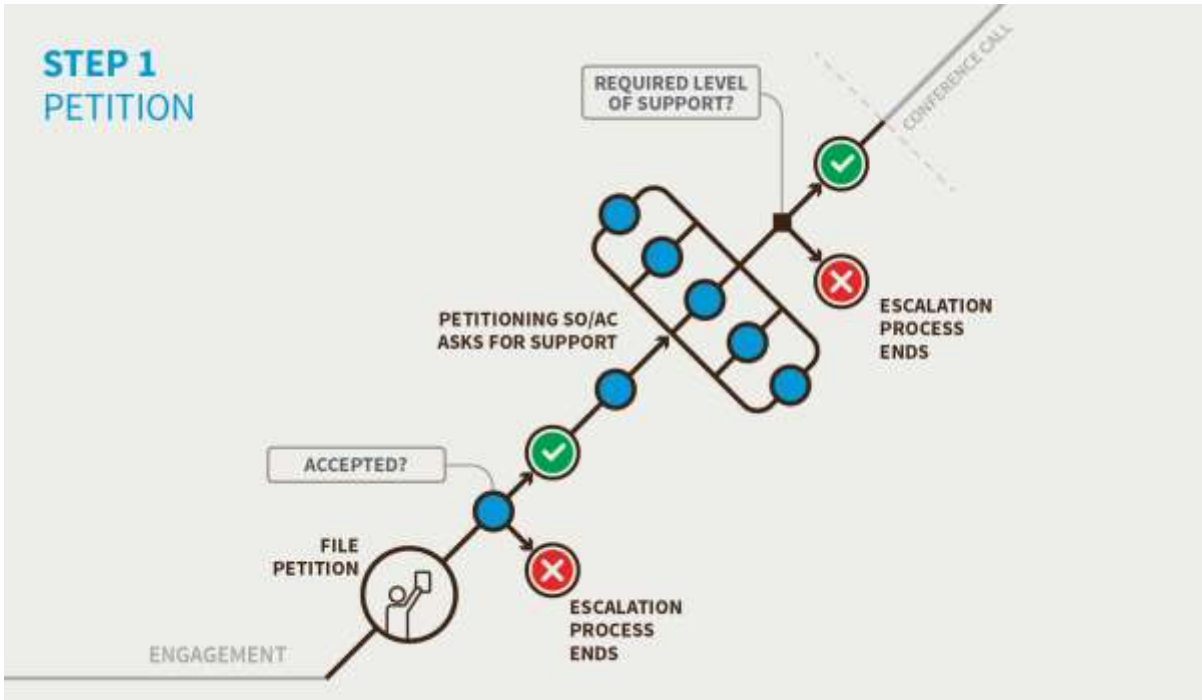 STEP 1
PETITION
REQUIRED LEVEL
OF SUPPORT?
CONFERENCE CALL
ESCALATION
PROCESS
ENDS
PETITIONING SO/AC
ASKS FOR SUPPORT
ACCEPTED?
FILE
PETITION
ESCALATION
PROCESS
ENDS
ENGAGEMENT